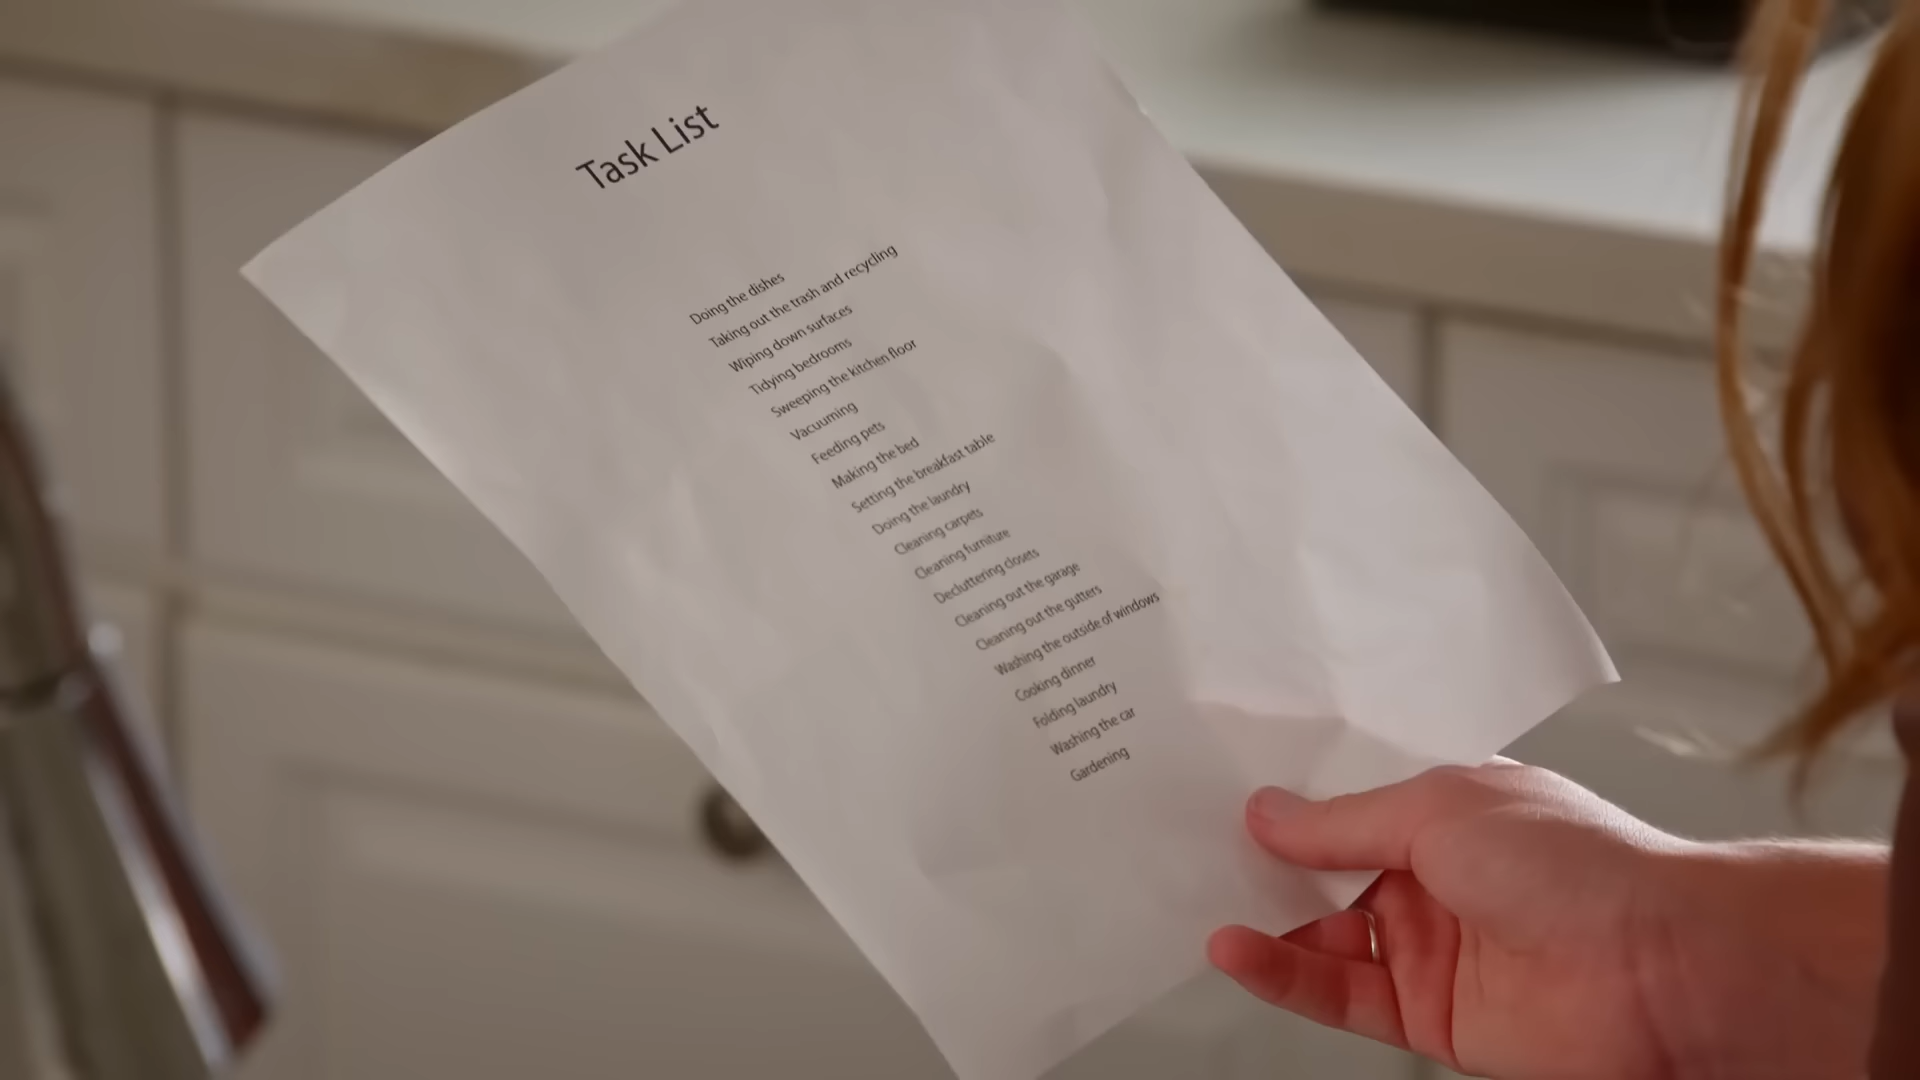 Task List
Doing the dishes
Taking out the trash and recycling
Wiping down surfaces
Tidying bedrooms
Sweeping the kitchen floor
Vacuuming
Feeding pets
Making the bed
Setting the breakfast table
Doing the laundry
Cleaning carpets
Cleaning furniture
Decluttering closets
Cleaning out the garage
Cleaning out the gutters
Washing the outside of windows
Cooking dinner
Folding laundry
Washing the car
Gardening